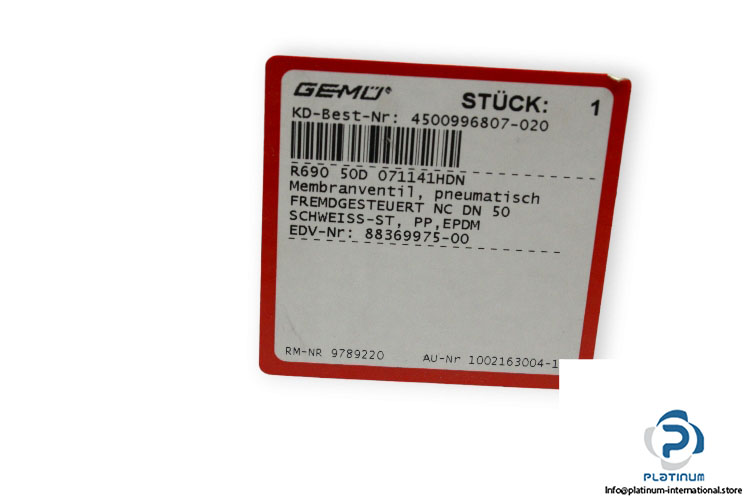 GEMÜ® STÜCK: 1
KD-Best-Nr: 4500996807-020
R690 50D 071141HDN
Membranventil, pneumatisch
FREMDGESTEUERT NC DN 50
SCHWEISS-ST, PP,EPDM
EDV-Nr: 88369975-00
RM-NR 9789220 AU-Nr 1002163004-1
PLATINUM
Info@platinum-international.store